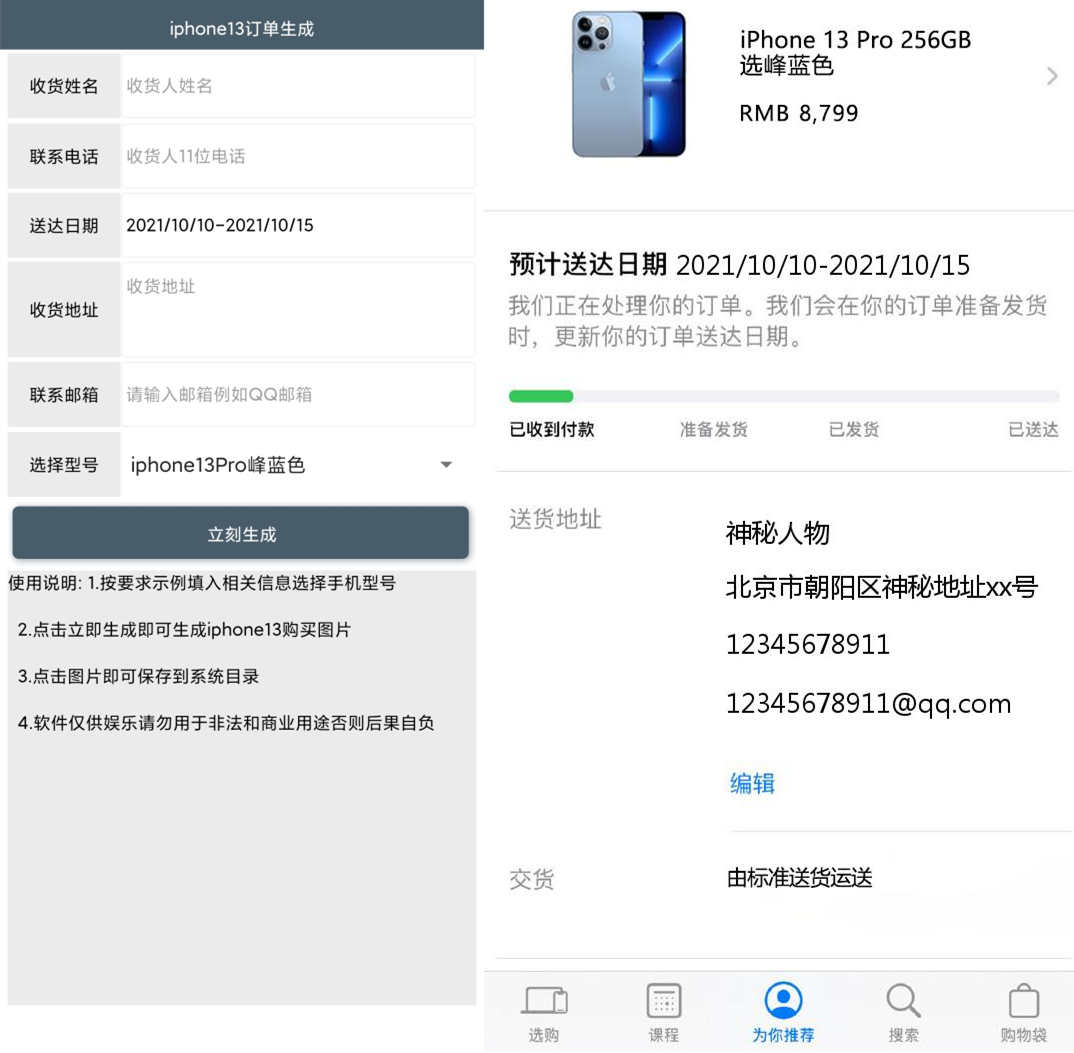 iphone13订单生成
收货姓名
收货人姓名
联系电话
收货人11位电话
送达日期
2021/10/10-2021/10/15
收货地址
收货地址
联系邮箱
请输入邮箱例如QQ邮箱
选择型号
iphone13Pro峰蓝色
立刻生成
使用说明: 1.按要求示例填入相关信息选择手机型号
2.点击立即生成即可生成iphone13购买图片
3.点击图片即可保存到系统目录
4.软件仅供娱乐请勿用于非法和商业用途否则后果自负
iPhone 13 Pro 256GB
选峰蓝色
RMB 8,799
预计送达日期 2021/10/10-2021/10/15
我们正在处理你的订单。我们会在你的订单准备发货
时，更新你的订单送达日期。
已收到付款
准备发货
已发货
已送达
送货地址
神秘人物
北京市朝阳区神秘地址xx号
12345678911
12345678911@qq.com
编辑
交货
由标准送货运送
选购
课程
为你推荐
搜索
购物袋